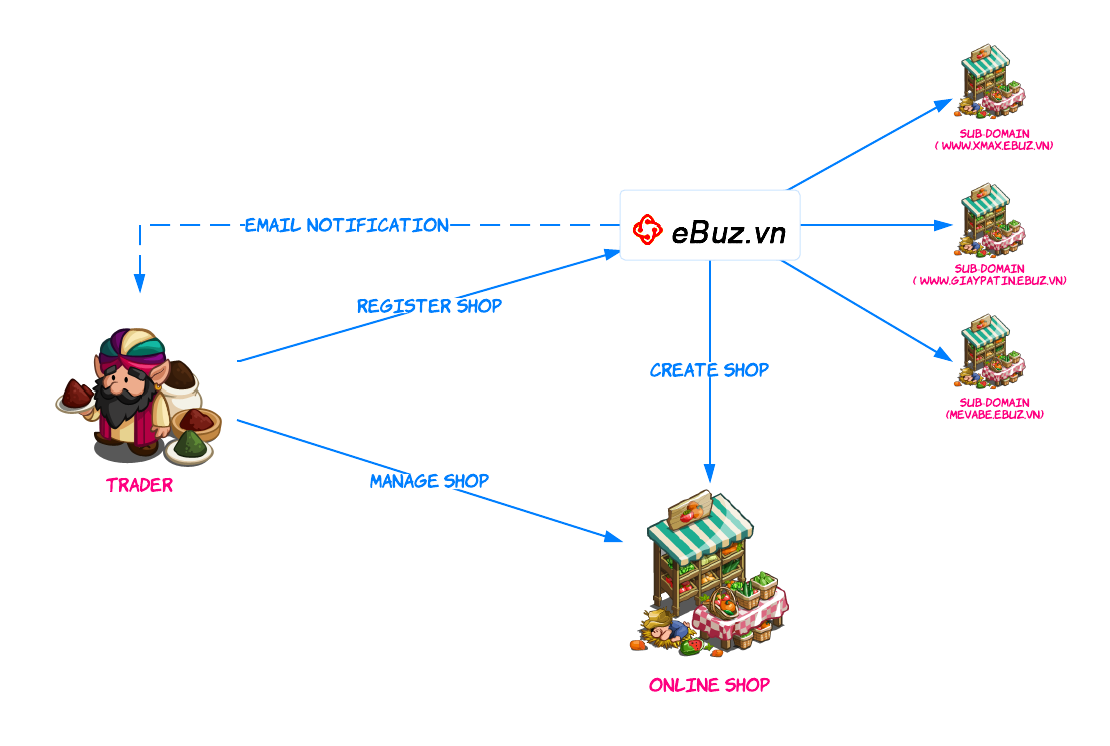 SUB-DOMAIN
( WWW.XMAX.EBUZ.VN)
EMAIL NOTIFICATION
eBuz.vn
SUB-DOMAIN
( WWW.GIAYPATIN.EBUZ.VN)
REGISTER SHOP
CREATE SHOP
SUB-DOMAIN
(MEVABE.EBUZ.VN)
TRADER
MANAGE SHOP
ONLINE SHOP